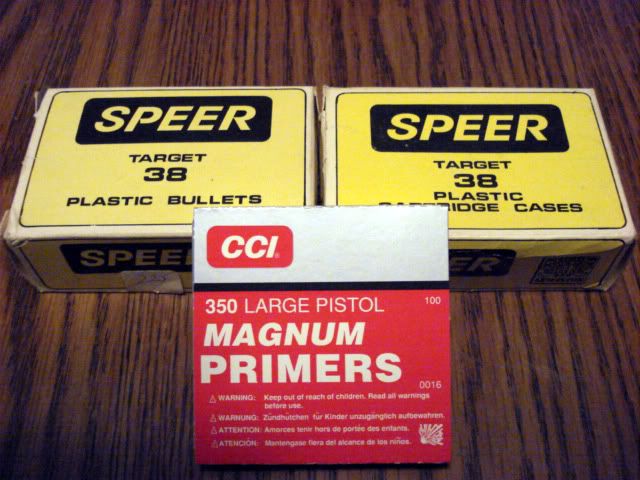 SPEER
TARGET
38
PLASTIC BULLETS
SPEER
SPEER
TARGET
38
PLASTIC
CARTRIDGE CASES
SPEER
CCI
350 LARGE PISTOL 100
MAGNUM
PRIMERS
0016
WARNING: Keep out of reach of children. Read all warnings
before use.
WARNUNG: Zündhütchen für Kinder unzugänglich aufbewahren.
ATTENTION: Amorces tenir hors de portée des enfants.
ATENCIÓN: Mantengase fiera del alcance de los niños.